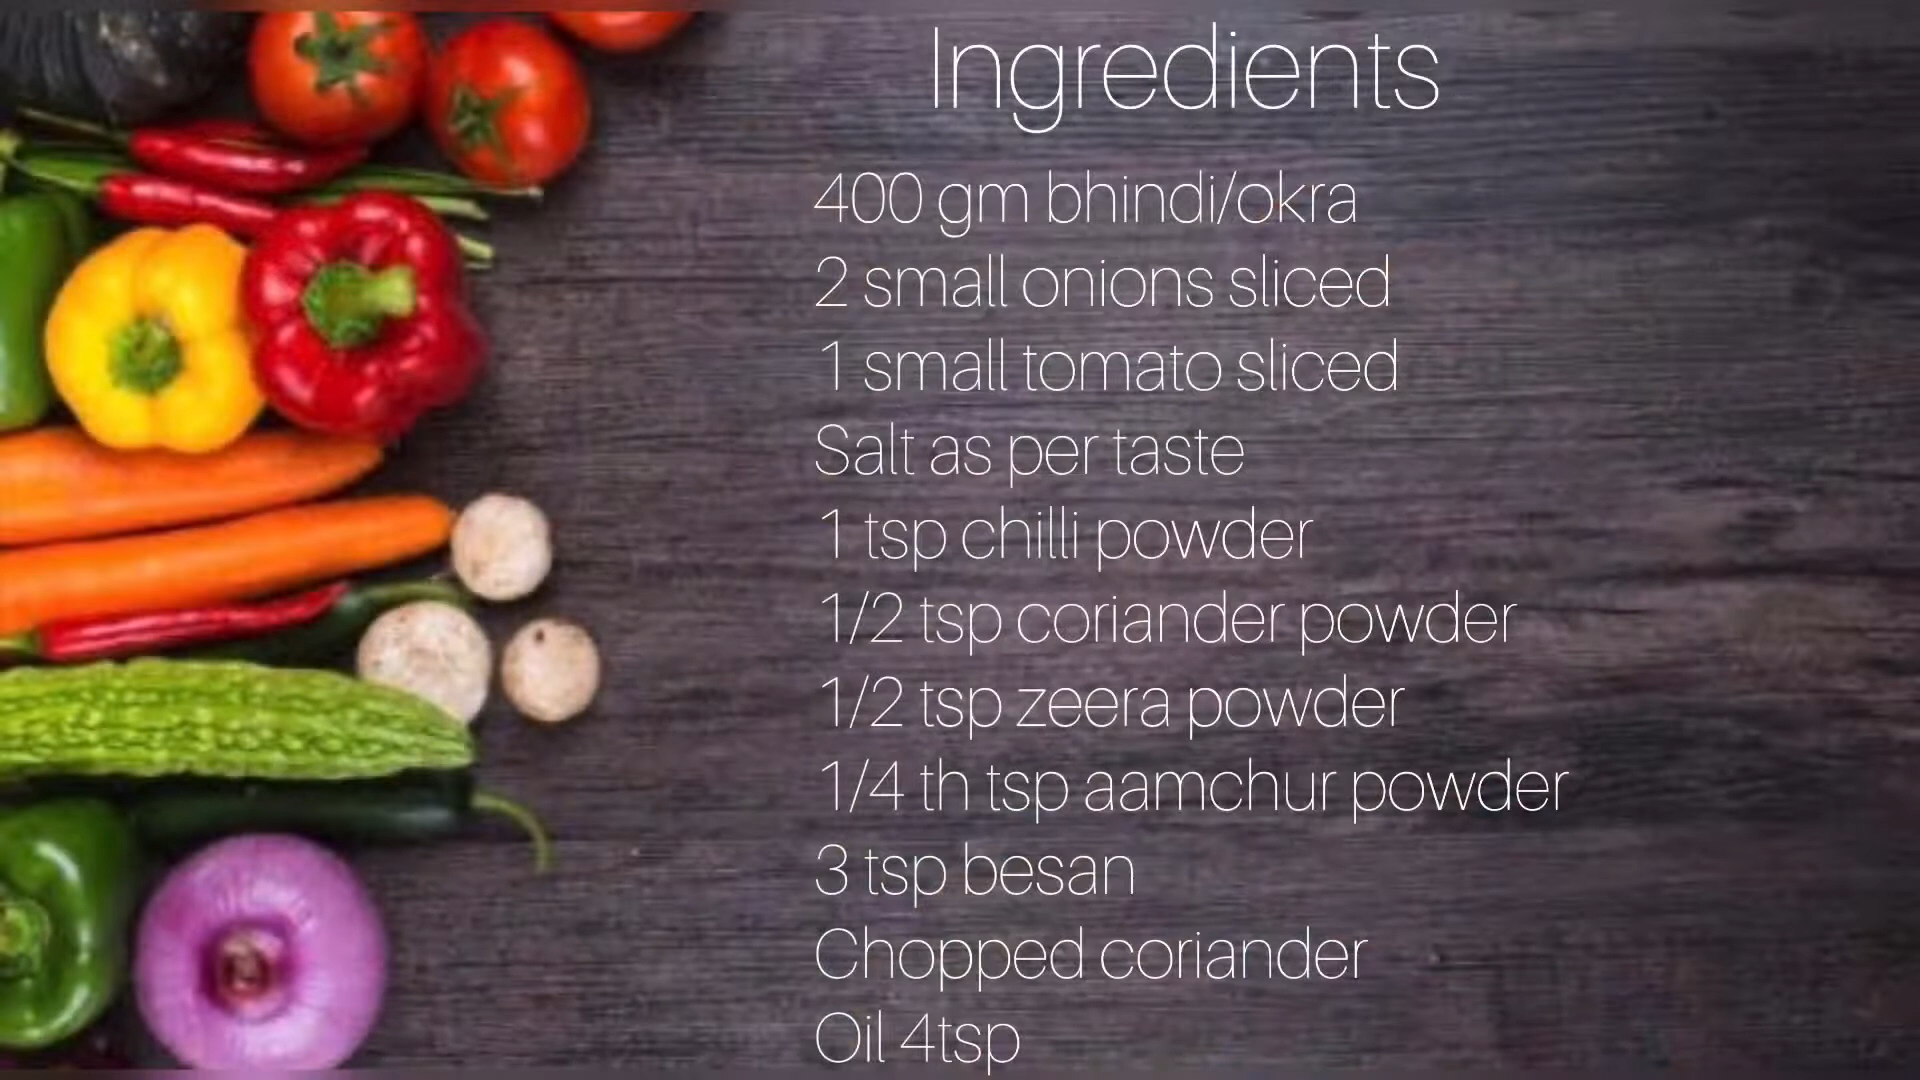 Ingredients
400 gm bhindi/okra
2 small onions sliced
1 small tomato sliced
Salt as per taste
1 tsp chilli powder
1/2 tsp coriander powder
1/2 tsp zeera powder
1/4 th tsp aamchur powder
3 tsp besan
Chopped coriander
Oil 4tsp